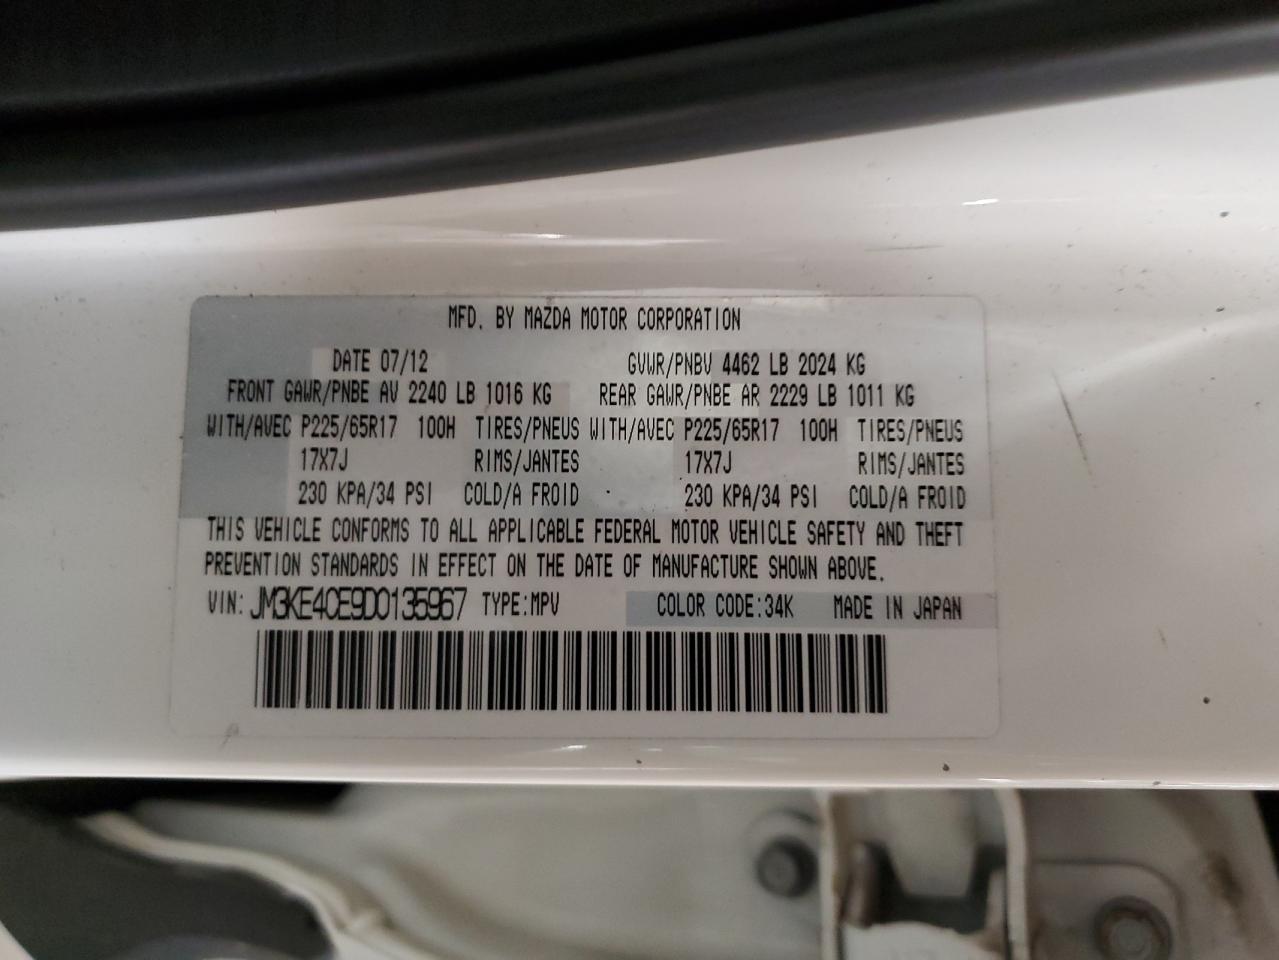 MFD. BY MAZDA MOTOR CORPORATION
DATE 07/12 GVWR/PNBV 4462 LB 2024 KG
FRONT GAWR/PNBE AV 2240 LB 1016 KG REAR GAWR/PNBE AR 2229 LB 1011 KG
WITH/AVEC P225/65R17 100H TIRES/PNEUS WITH/AVEC P225/65R17 100H TIRES/PNEUS
17X7J RIMS/JANTES 17X7J RIMS/JANTES
230 KPA/34 PSI COLD/A FROID 230 KPA/34 PSI COLD/A FROID
THIS VEHICLE CONFORMS TO ALL APPLICABLE FEDERAL MOTOR VEHICLE SAFETY AND THEFT
PREVENTION STANDARDS IN EFFECT ON THE DATE OF MANUFACTURE SHOWN ABOVE.
VIN: JM3KE4CE9D0135967 TYPE:MPV COLOR CODE:34K MADE IN JAPAN